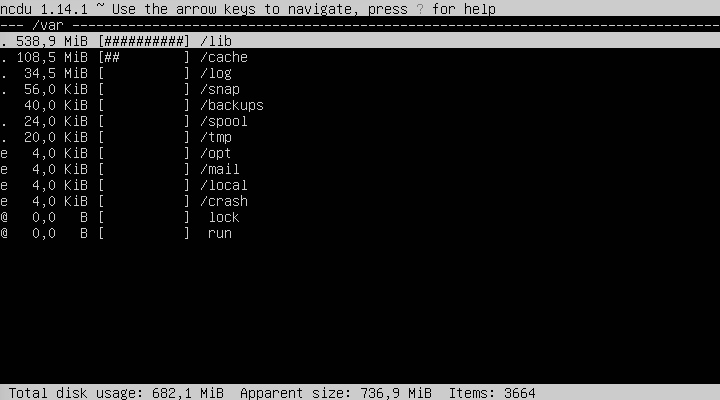 ncdu 1.14.1 ~ Use the arrow keys to navigate, press ? for help
--- /var ---------------------------------------------------------------------------------
. 538,9 MiB [##########] /lib
. 108,5 MiB [##        ] /cache
.  34,5 MiB [          ] /log
.  56,0 KiB [          ] /snap
   40,0 KiB [          ] /backups
.  24,0 KiB [          ] /spool
.  20,0 KiB [          ] /tmp
e   4,0 KiB [          ] /opt
e   4,0 KiB [          ] /mail
e   4,0 KiB [          ] /local
e   4,0 KiB [          ] /crash
@   0,0   B [          ]  lock
@   0,0   B [          ]  run
Total disk usage: 682,1 MiB  Apparent size: 736,9 MiB  Items: 3664